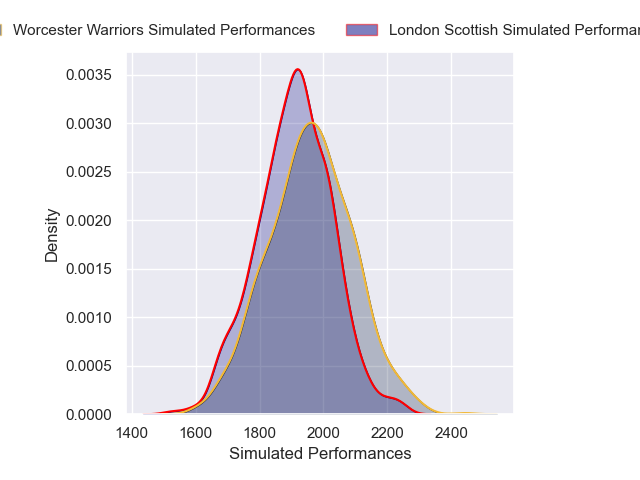 Worcester Warriors Simulated Performances
London Scottish Simulated
0.0035
0.0030
0.0025
0.0020
0.0015
0.0010
0.0005
0.0000
Density
1400 1600 1800 2000 2200 2400
Simulated Performances